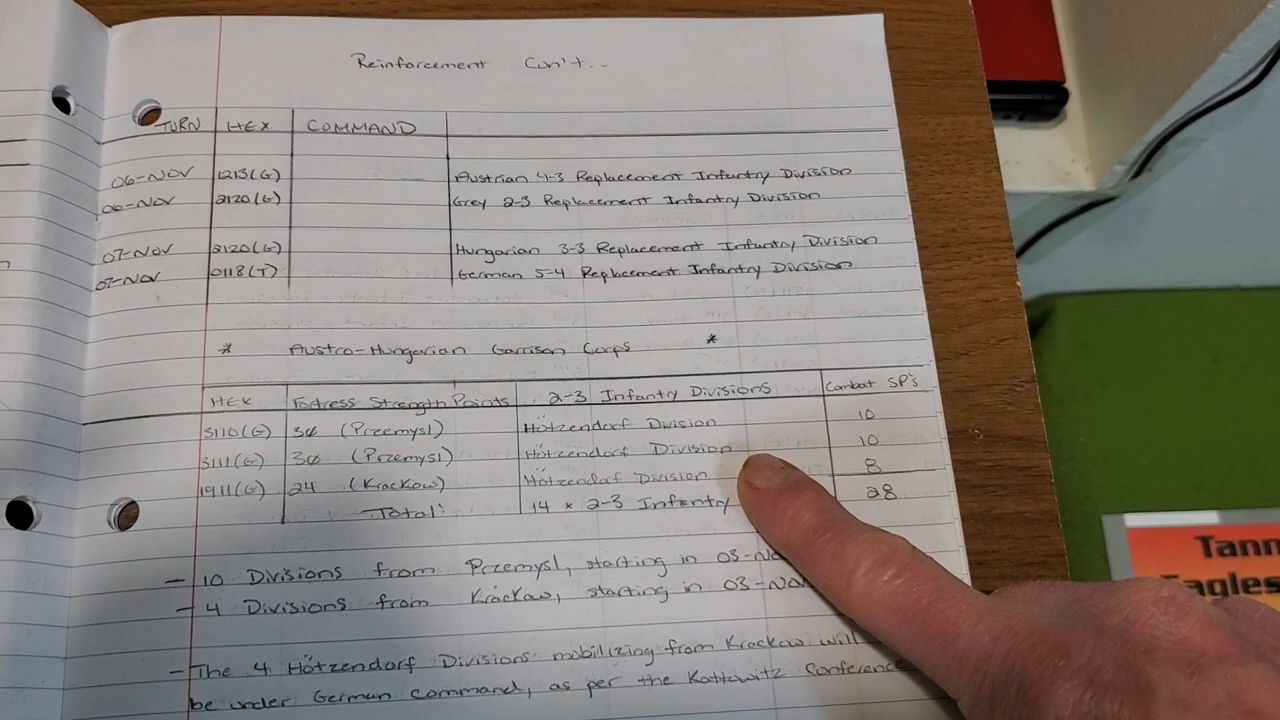 Reinforcement Con't...
TURN HEX COMMAND
06-NOV 1215(G) Austrian 4-3 Replacement Infantry Division
06-NOV 2120(G) Grey 2-3 Replacement Infantry Division
07-NOV 2120(G) Hungarian 3-3 Replacement Infantry Division
07-NOV 0118(T) German 5-4 Replacement Infantry Division
* Austro-Hungarian Garrison Corps *
HEX Fortress Strength Points 2-3 Infantry Divisions Combat SP's
3110(G) 30 (Przemysl) Hötzendorf Division 10
3111(G) 30 (Przemysl) Hötzendorf Division 10
1911(G) 24 (Krackow) Hötzendorf Division 8
Total: 14 x 2-3 Infantry 28
- 10 Divisions from Przemysl, starting in 03-No
- 4 Divisions from Krackow, starting in 03-Nov
- The 4 Hötzendorf Divisions mobilizing from Krackow will
be under German command, as per the Kattowitz Conference
Tann
Eagles